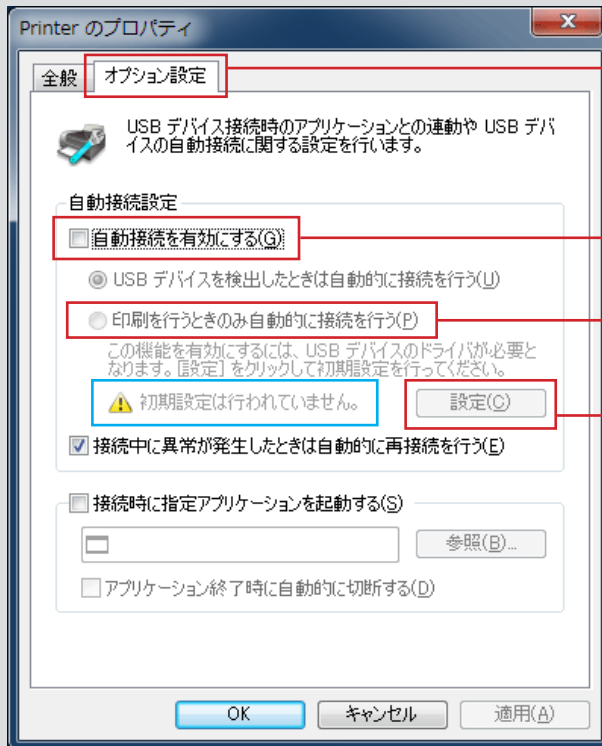 Printer のプロパティ
全般
オプション設定
USB デバイス接続時のアプリケーションとの連動や USB デバ
イスの自動接続に関する設定を行います。
自動接続設定
自動接続を有効にする(G)
USB デバイスを検出したときは自動的に接続を行う(U)
印刷を行うときのみ自動的に接続を行う(P)
この機能を有効にするには、USB デバイスのドライバが必要と
なります。[設定] をクリックして初期設定を行ってください。
初期設定は行われていません。
設定(C)
接続中に異常が発生したときは自動的に再接続を行う(E)
接続時に指定アプリケーションを起動する(S)
参照(B)...
アプリケーション終了時に自動的に切断する(D)
OK
キャンセル
適用(A)